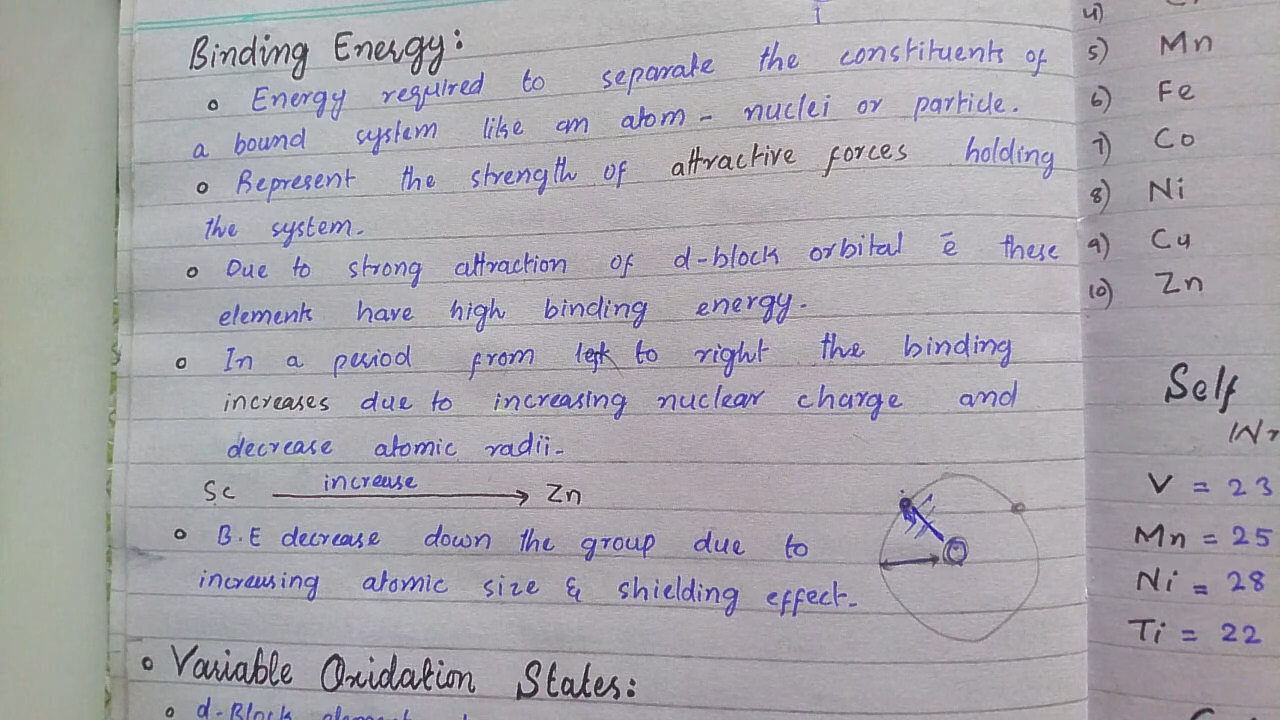 Binding Energy:
o Energy required to separate the constituents of
a bound system like an atom - nuclei or particle.
o Represent the strength of attractive forces holding
the system.
o Due to strong attraction of d-block orbital ē these
elements have high binding energy.
o In a period from left to right the binding
increases due to increasing nuclear charge and
decrease atomic radii.
Sc increase → Zn
o B.E decrease down the group due to
increasing atomic size & shielding effect.
o Variable Oxidation States:
o d-Block
4)
5) Mn
6) Fe
7) Co
8) Ni
9) Cu
10) Zn
Self
V = 23
Mn = 25
Ni = 28
Ti = 22